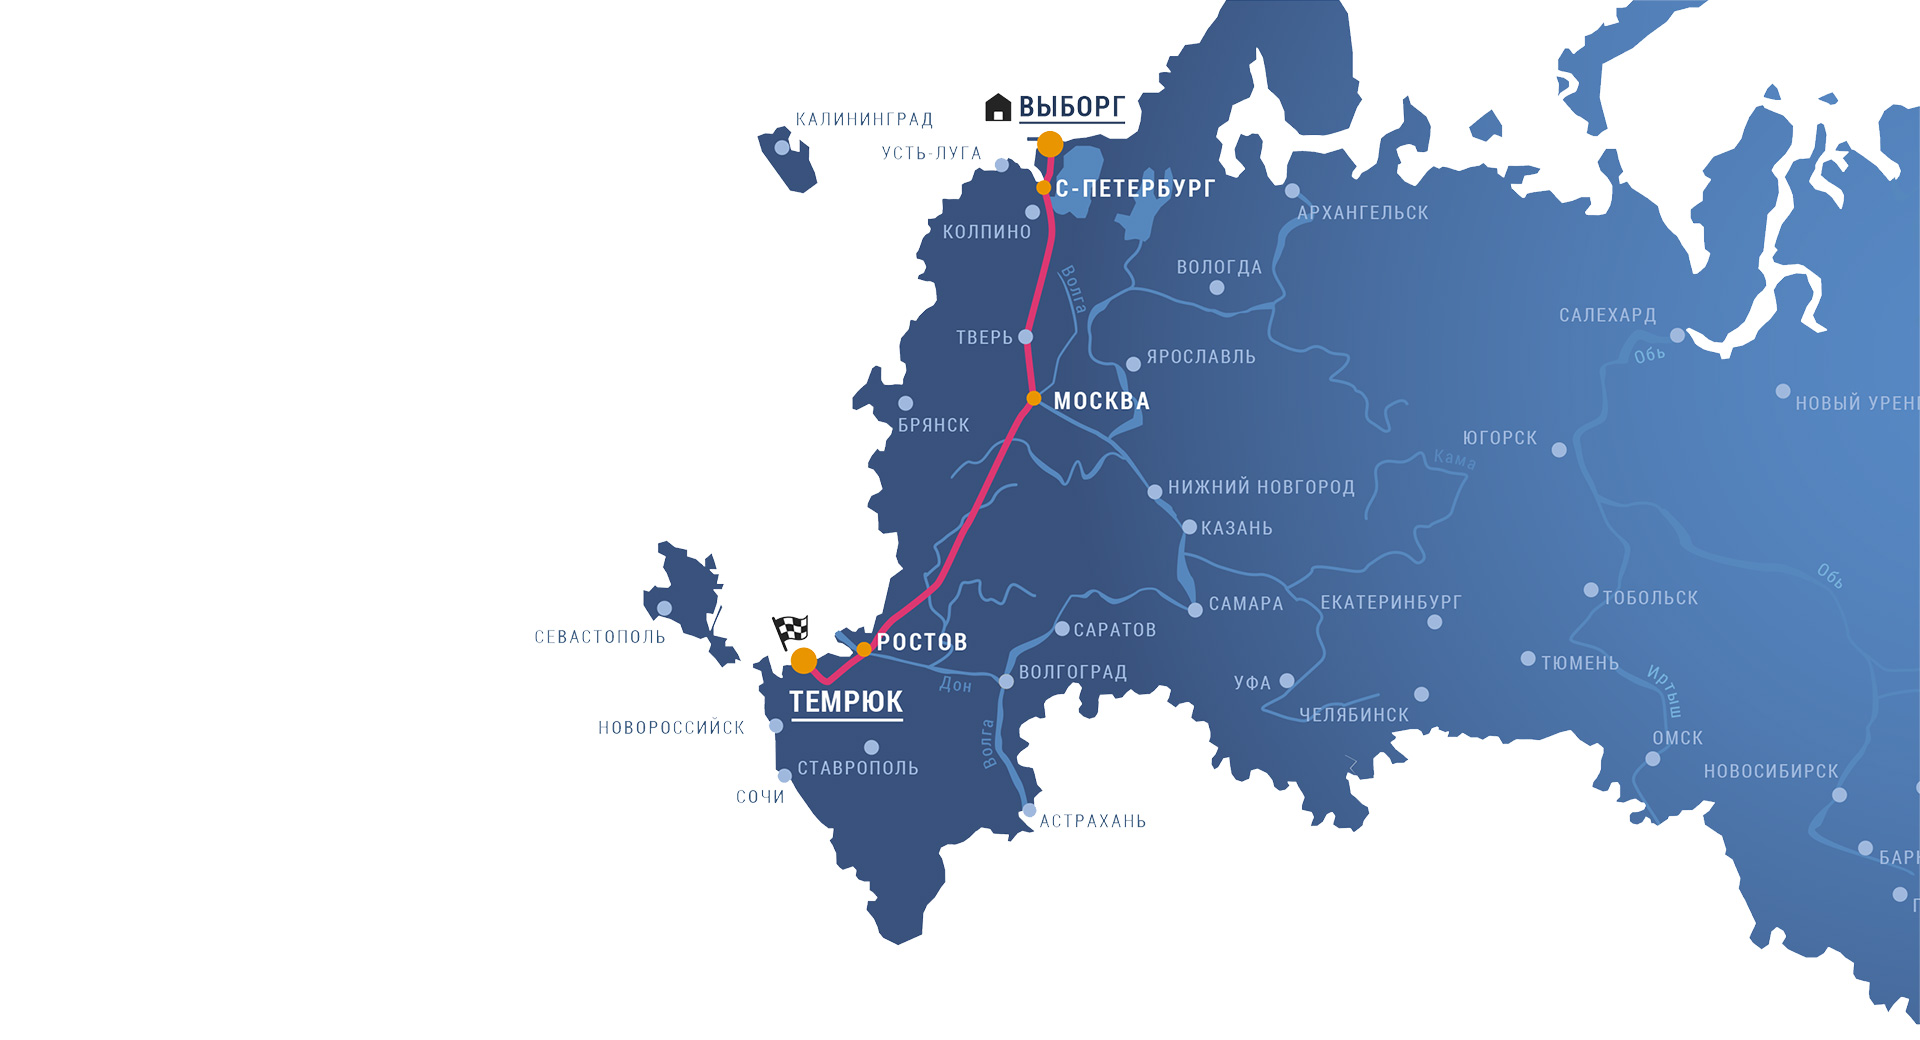 ВЫБОРГ
КАЛИНИНГРАД
УСТЬ-ЛУГА
С-ПЕТЕРБУРГ
АРХАНГЕЛЬСК
КОЛПИНО
ВОЛОГДА
Волга
САЛЕХАРД
ТВЕРЬ
ЯРОСЛАВЛЬ
Обь
МОСКВА
НОВЫЙ УРЕН
БРЯНСК
ЮГОРСК
Кама
НИЖНИЙ НОВГОРОД
КАЗАНЬ
Обь
ТОБОЛЬСК
САМАРА
ЕКАТЕРИНБУРГ
САРАТОВ
СЕВАСТОПОЛЬ
РОСТОВ
ТЮМЕНЬ
ВОЛГОГРАД
УФА
Дон
Иртыш
ТЕМРЮК
ЧЕЛЯБИНСК
НОВОРОССИЙСК
ОМСК
Волга
СТАВРОПОЛЬ
НОВОСИБИРСК
СОЧИ
АСТРАХАНЬ
БАР